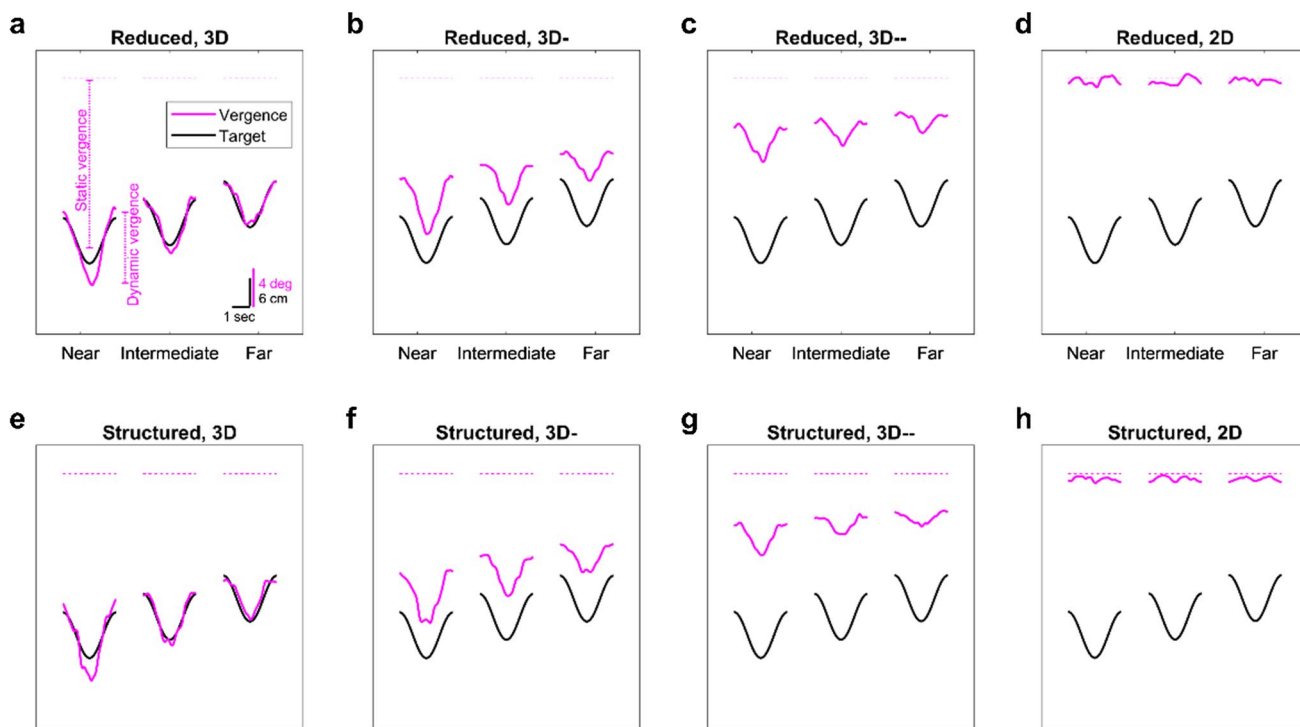 a
Reduced, 3D
b
Reduced, 3D-
c
Reduced, 3D--
d
Reduced, 2D
Vergence
Target
Static vergence
Dynamic vergence
4 deg
6 cm
1 sec
Near Intermediate Far
Near Intermediate Far
Near Intermediate Far
Near Intermediate Far
e
Structured, 3D
f
Structured, 3D-
g
Structured, 3D--
h
Structured, 2D